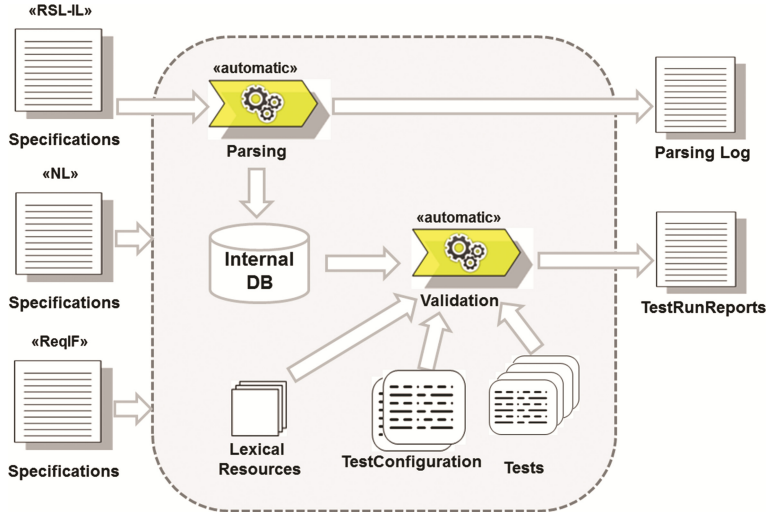 «RSL-IL»
Specifications
«automatic»
Parsing
Parsing Log
«NL»
Specifications
Internal
DB
«automatic»
Validation
TestRunReports
«ReqIF»
Specifications
Lexical
Resources
TestConfiguration
Tests